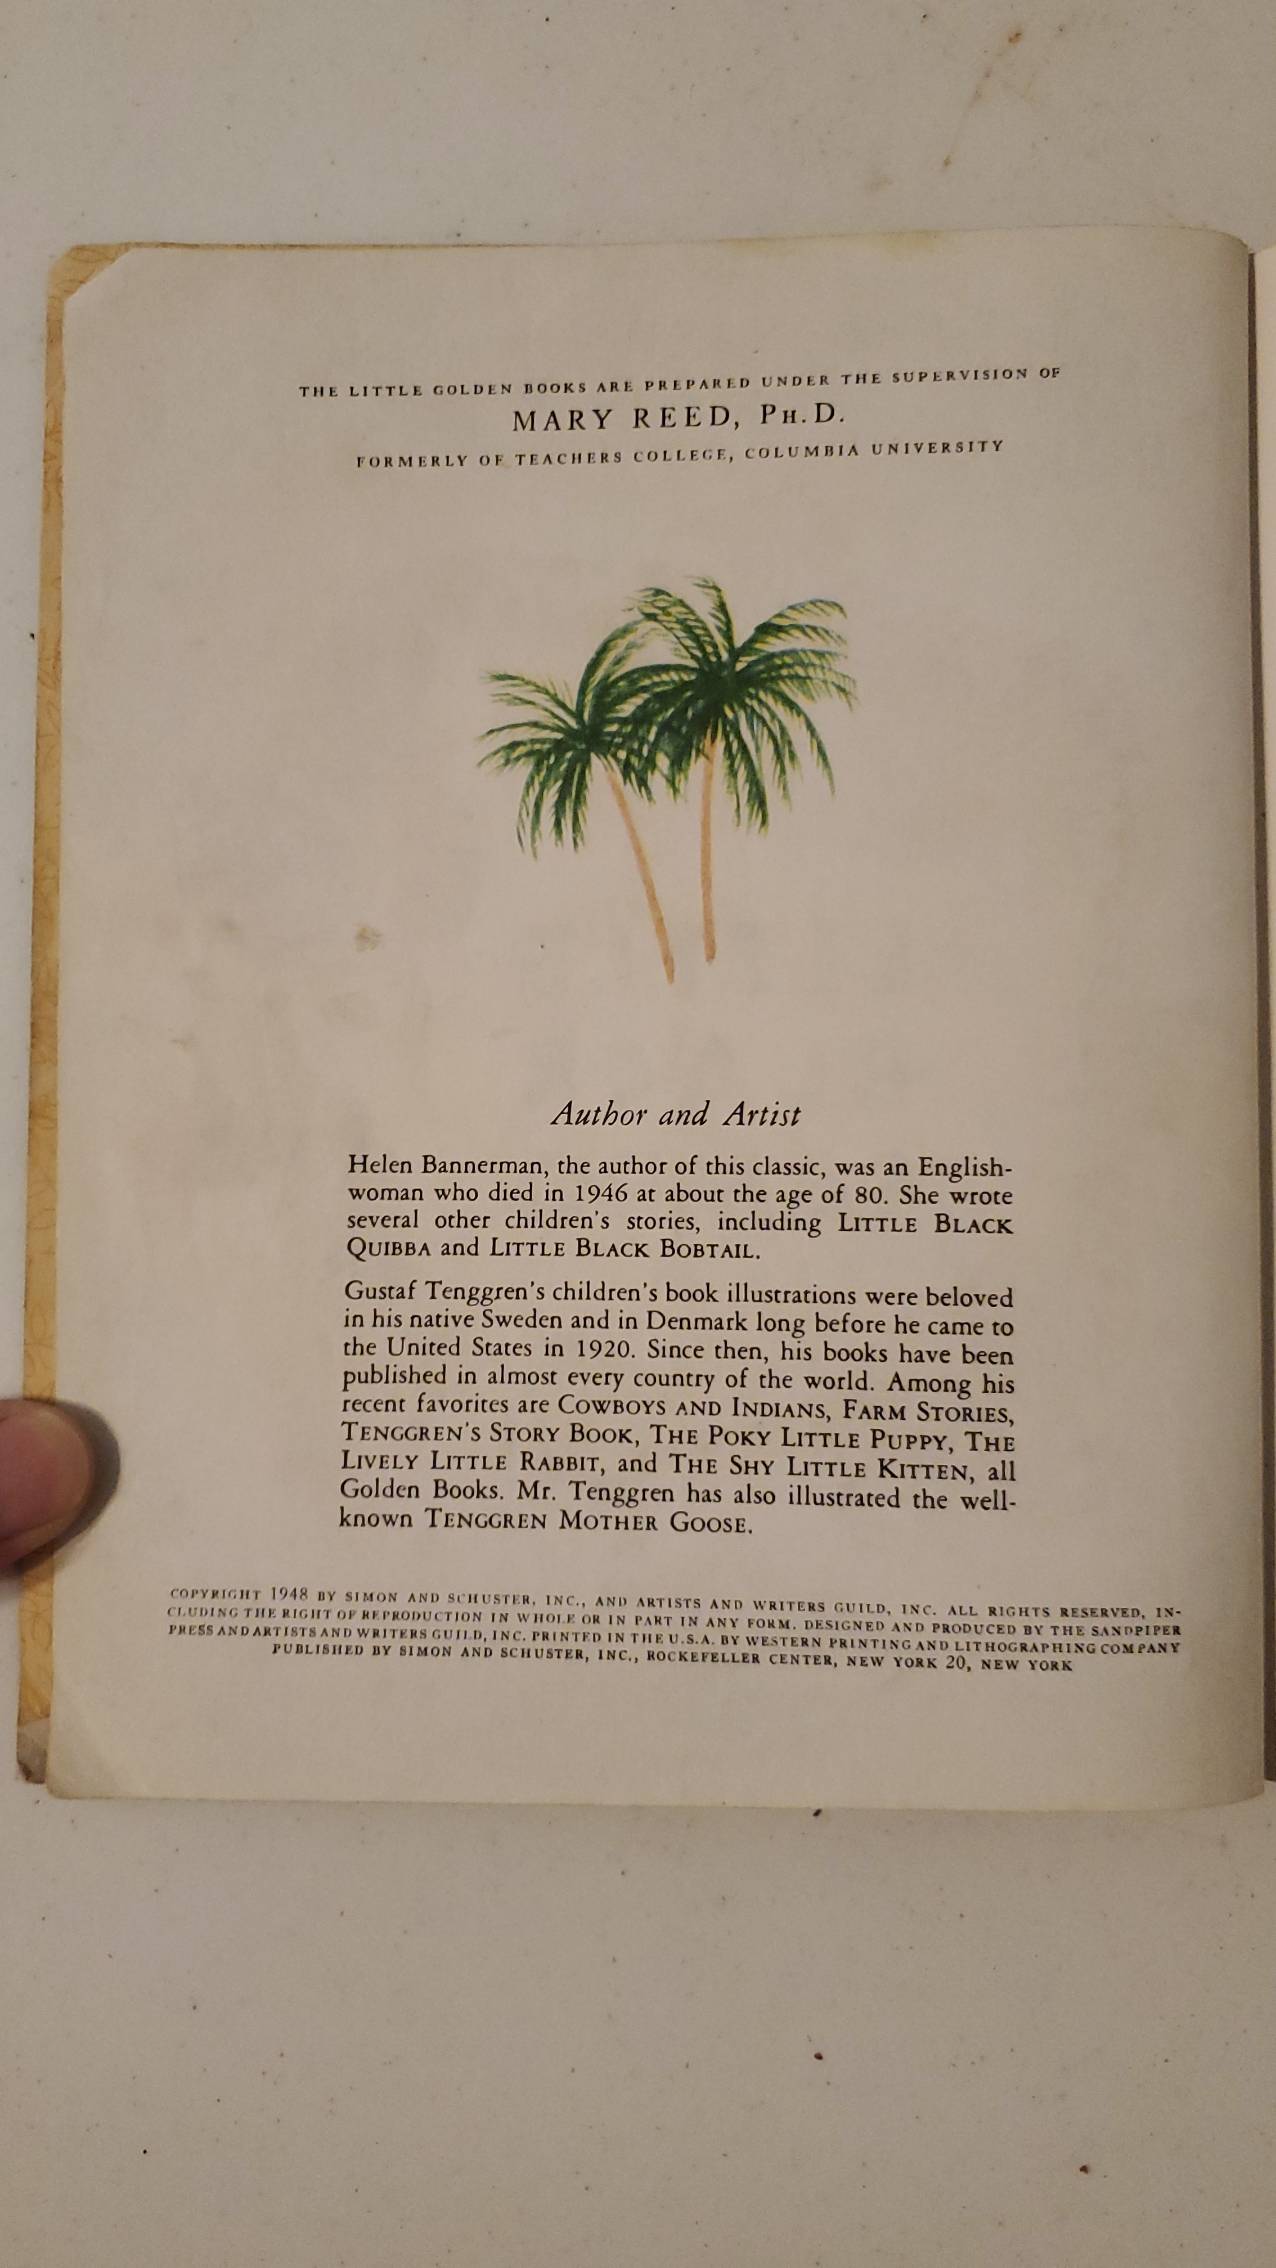 THE LITTLE GOLDEN BOOKS ARE PREPARED UNDER THE SUPERVISION OF
MARY REED, PH.D.
FORMERLY OF TEACHERS COLLEGE, COLUMBIA UNIVERSITY
Author and Artist
Helen Bannerman, the author of this classic, was an English-
woman who died in 1946 at about the age of 80. She wrote
several other children's stories, including LITTLE BLACK
QUIBBA and LITTLE BLACK BOBTAIL.
Gustaf Tenggren's children's book illustrations were beloved
in his native Sweden and in Denmark long before he came to
the United States in 1920. Since then, his books have been
published in almost every country of the world. Among his
recent favorites are COWBOYS AND INDIANS, FARM STORIES,
TENGGREN'S STORY BOOK, THE POKY LITTLE PUPPY, THE
LIVELY LITTLE RABBIT, and THE SHY LITTLE KITTEN, all
Golden Books. Mr. Tenggren has also illustrated the well-
known TENGGREN MOTHER GOOSE.
COPYRIGHT 1948 BY SIMON AND SCHUSTER, INC., AND ARTISTS AND WRITERS GUILD, INC. ALL RIGHTS RESERVED, IN-
CLUDING THE RIGHT OF REPRODUCTION IN WHOLE OR IN PART IN ANY FORM. DESIGNED AND PRODUCED BY THE SANDPIPER
PRESS AND ARTISTS AND WRITERS GUILD, INC. PRINTED IN THE U.S.A. BY WESTERN PRINTING AND LITHOGRAPHING COMPANY
PUBLISHED BY SIMON AND SCHUSTER, INC., ROCKEFELLER CENTER, NEW YORK 20, NEW YORK